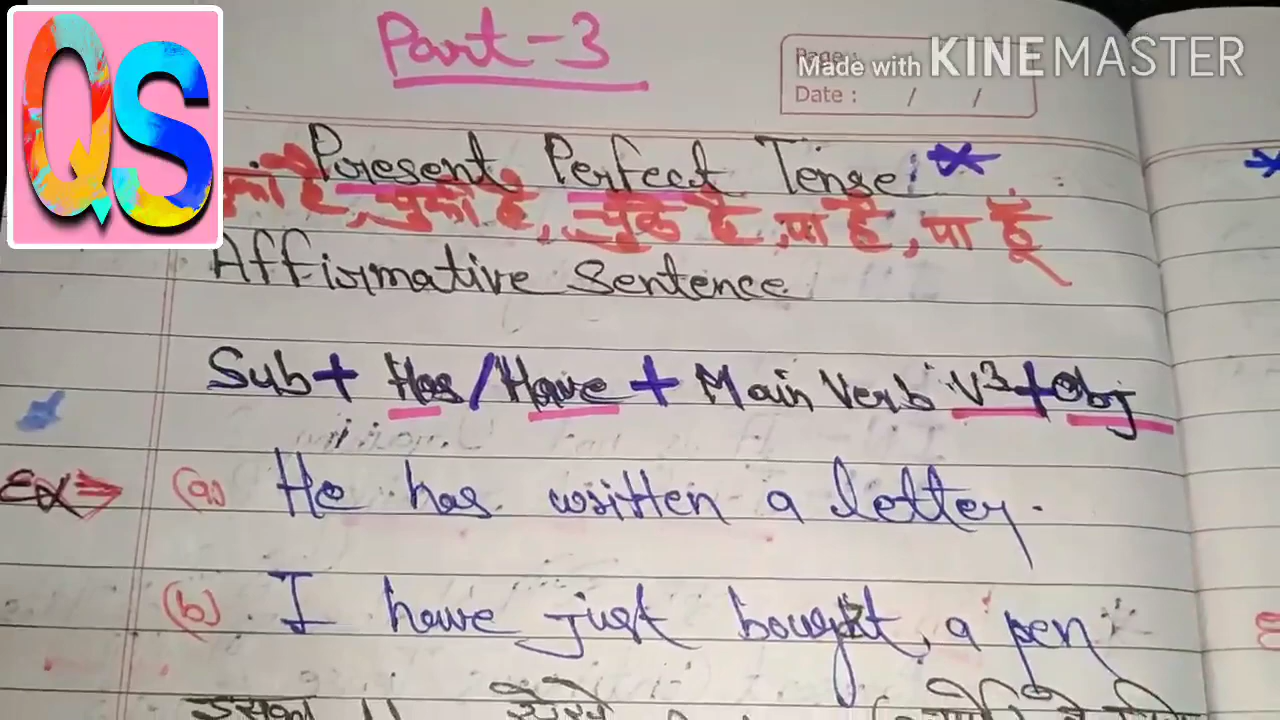 Part-3
QS
Page:
Made with KINEMASTER
Date : / /
Present Perfect Tense
चुकी है, चुके है, पा है, पा हूँ
Affirmative Sentence
Sub + Has/Have + Main Verb V³ + Obj
Ex ⇒ (a) He has written a letter.
(b) I have just bought a pen
इसका